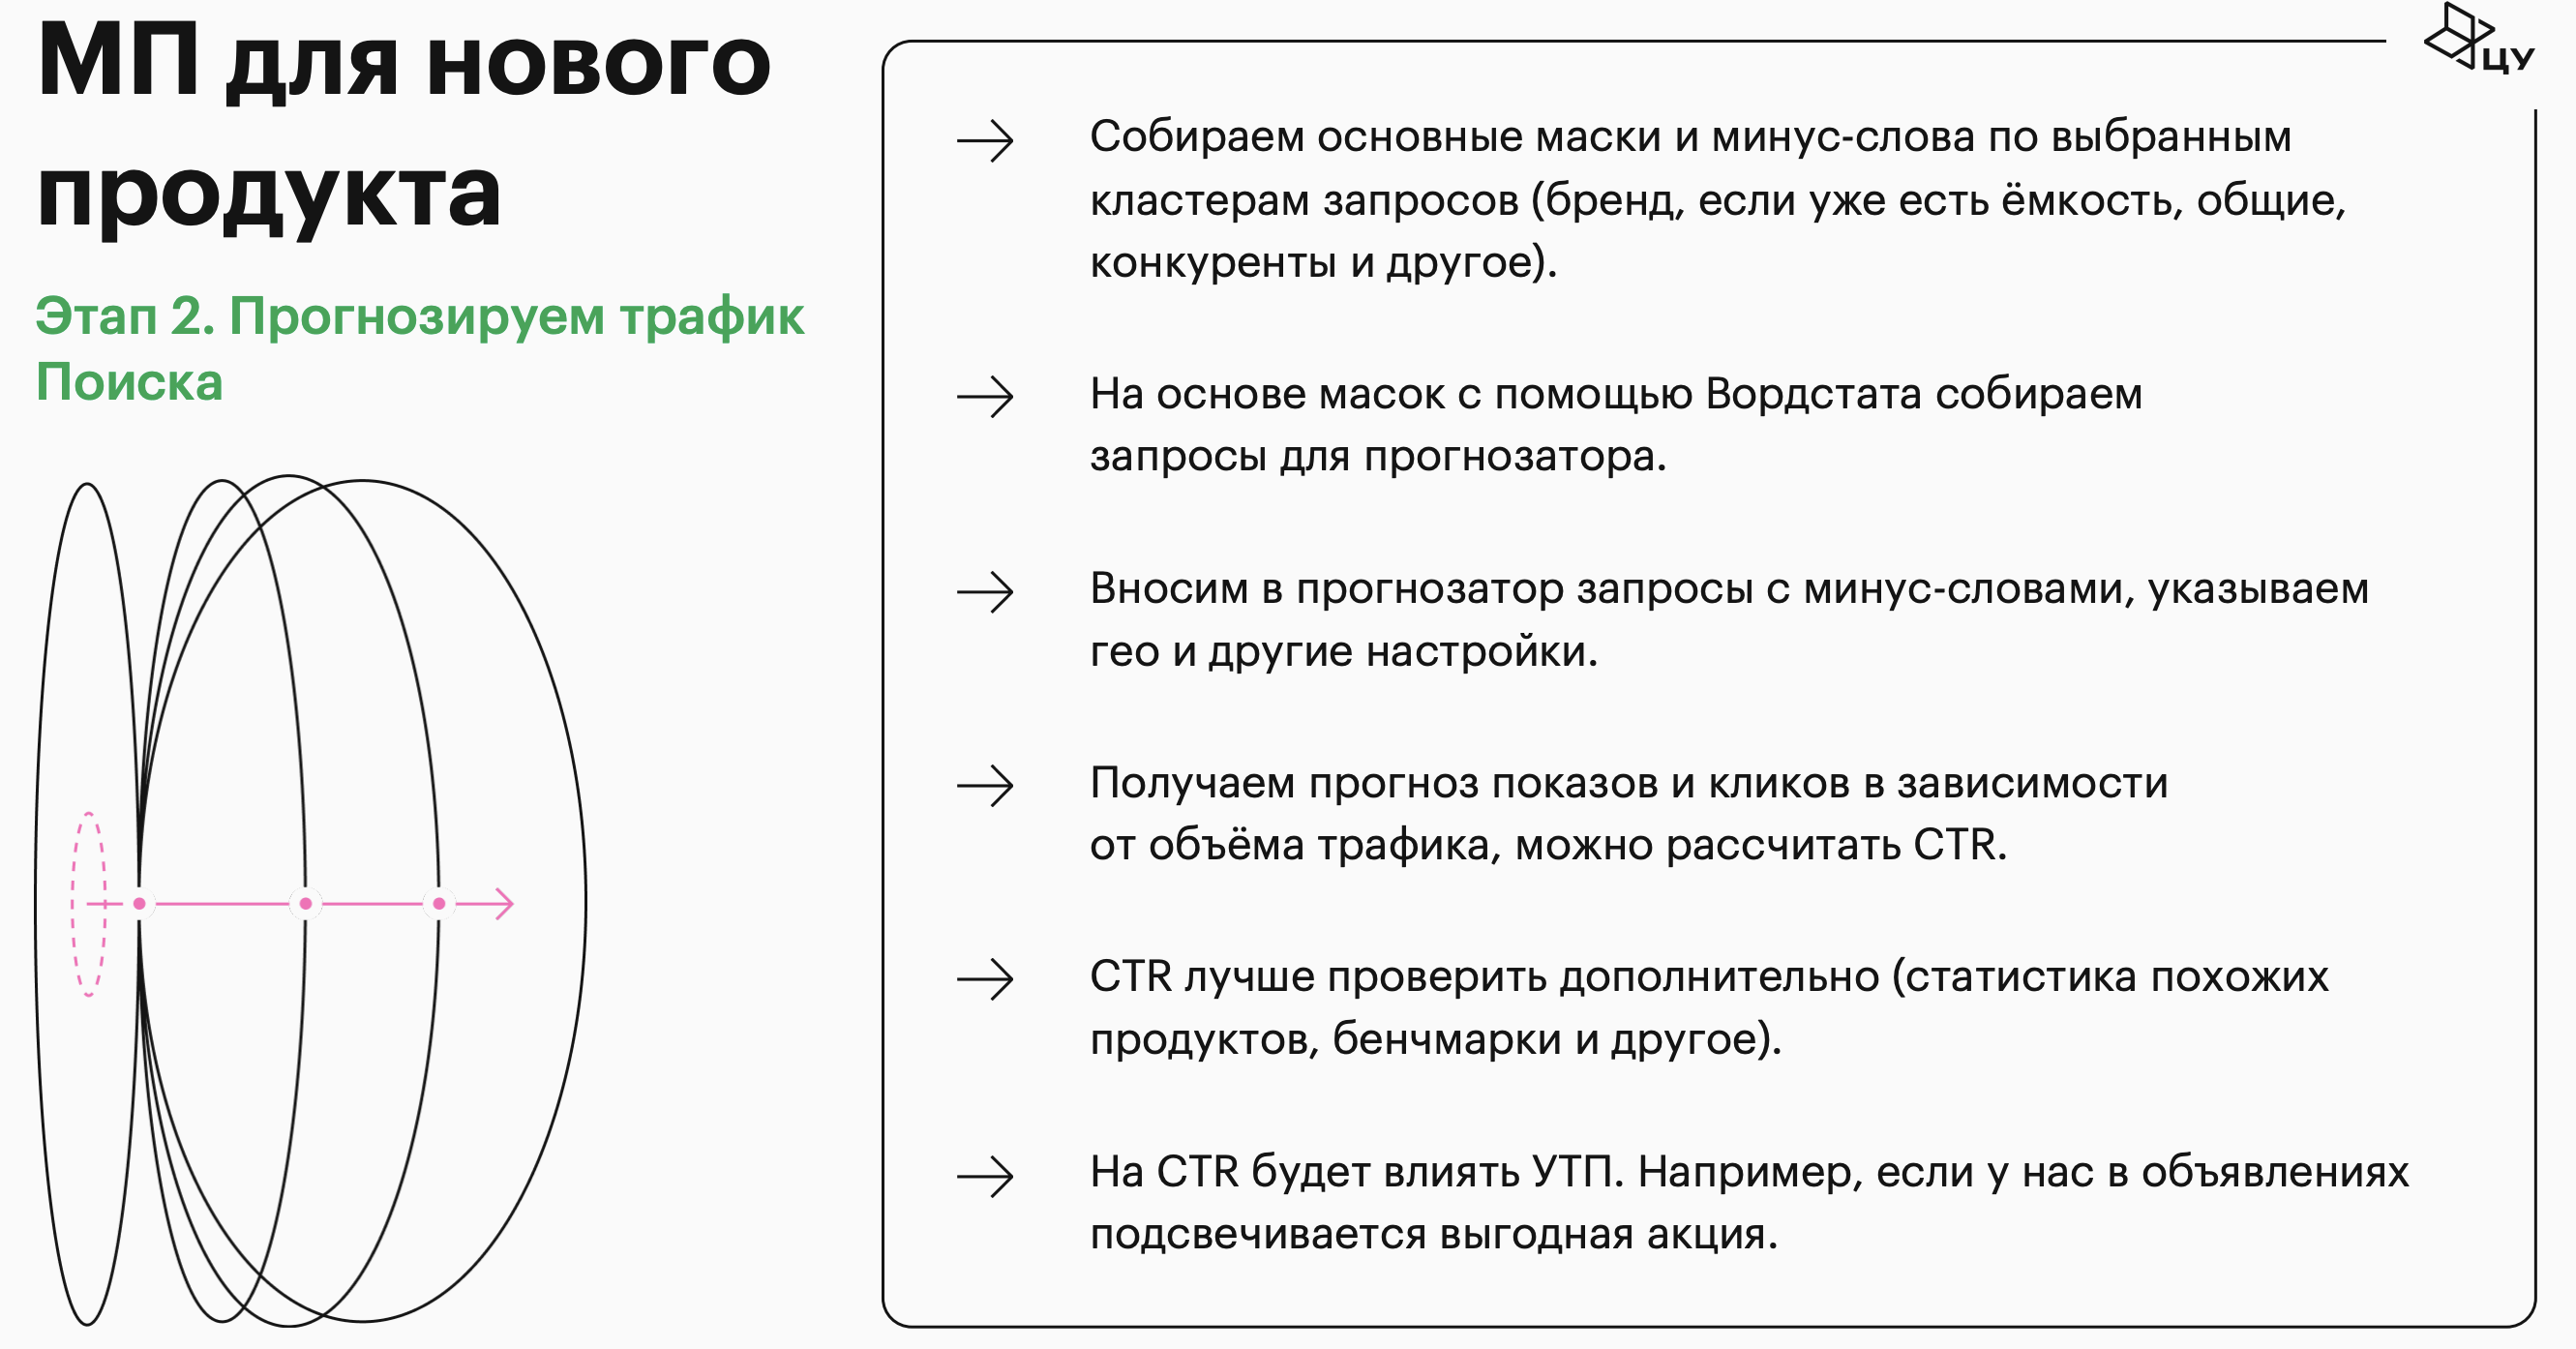 МП для нового
продукта
Этап 2. Прогнозируем трафик
Поиска
ЦУ
Собираем основные маски и минус-слова по выбранным
кластерам запросов (бренд, если уже есть ёмкость, общие,
конкуренты и другое).
На основе масок с помощью Вордстата собираем
запросы для прогнозатора.
Вносим в прогнозатор запросы с минус-словами, указываем
гео и другие настройки.
Получаем прогноз показов и кликов в зависимости
от объёма трафика, можно рассчитать CTR.
CTR лучше проверить дополнительно (статистика похожих
продуктов, бенчмарки и другое).
На CTR будет влиять УТП. Например, если у нас в объявлениях
подсвечивается выгодная акция.